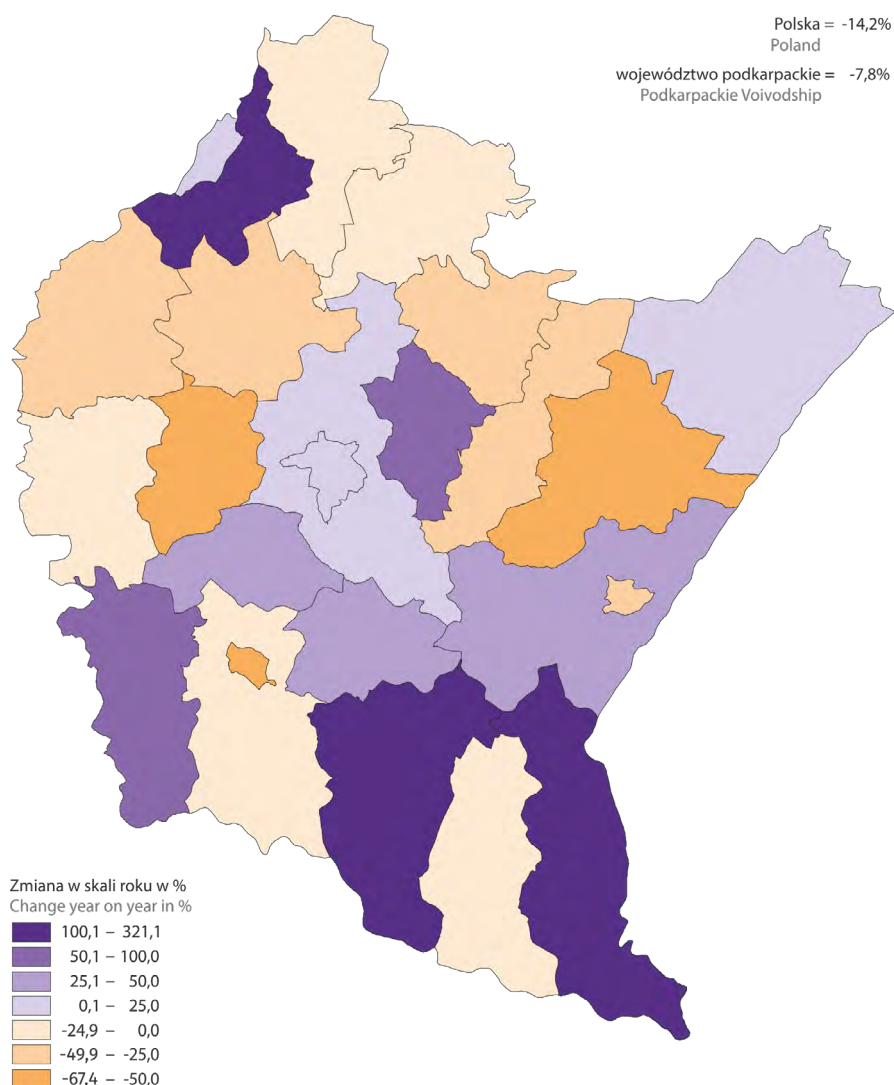 Polska = -14,2%
Poland
województwo podkarpackie = -7,8%
Podkarpackie Voivodship
Zmiana w skali roku w %
Change year on year in %
100,1 – 321,1
50,1 – 100,0
25,1 – 50,0
0,1 – 25,0
-24,9 – 0,0
-49,9 – -25,0
-67,4 – -50,0